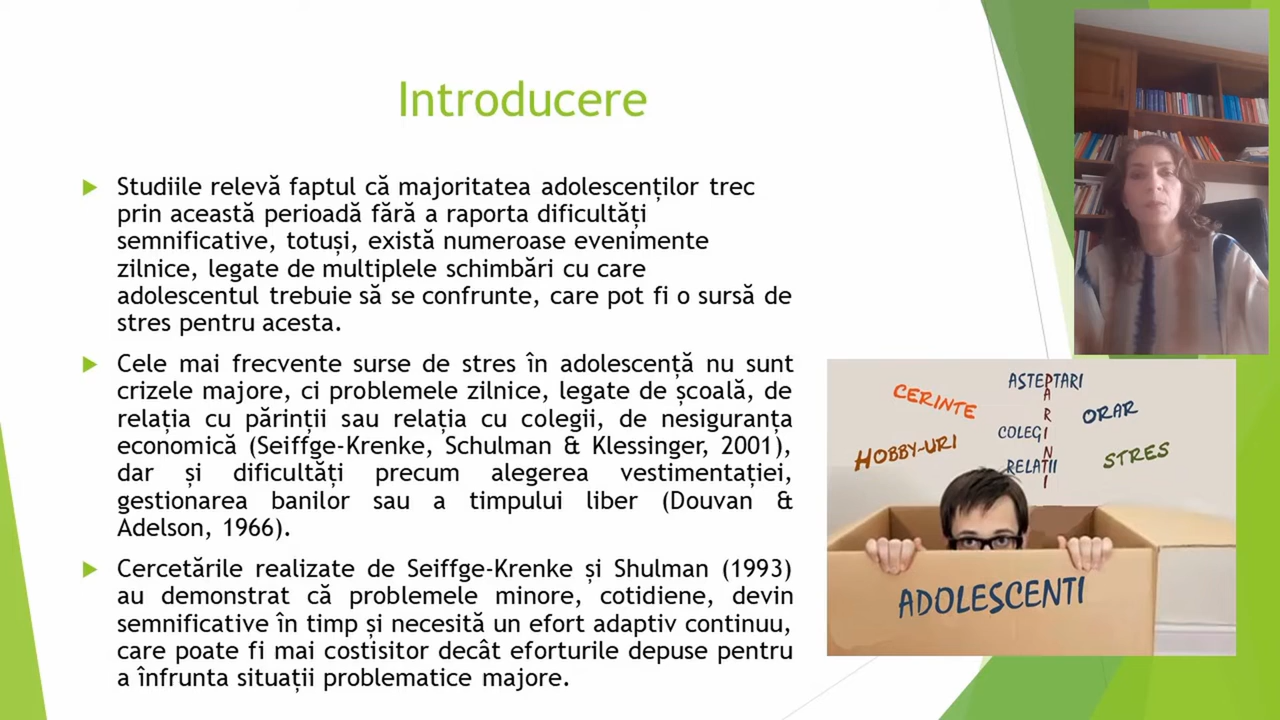 Introducere
Studiile relevă faptul că majoritatea adolescenților trec
prin această perioadă fără a raporta dificultăți
semnificative, totuși, există numeroase evenimente
zilnice, legate de multiplele schimbări cu care
adolescentul trebuie să se confrunte, care pot fi o sursă de
stres pentru acesta.
Cele mai frecvente surse de stres în adolescență nu sunt
crizele majore, ci problemele zilnice, legate de școală, de
relația cu părinții sau relația cu colegii, de nesiguranța
economică (Seiffge-Krenke, Schulman & Klessinger, 2001),
dar și dificultăți precum alegerea vestimentației,
gestionarea banilor sau a timpului liber (Douvan &
Adelson, 1966).
Cercetările realizate de Seiffge-Krenke și Shulman (1993)
au demonstrat că problemele minore, cotidiene, devin
semnificative în timp și necesită un efort adaptiv continuu,
care poate fi mai costisitor decât eforturile depuse pentru
a înfrunta situații problematice majore.
ASTEPTARI
CERINTE
PARINTI
ORAR
COLEGI
HOBBY-URI
RELATII
STRES
ADOLESCENTI